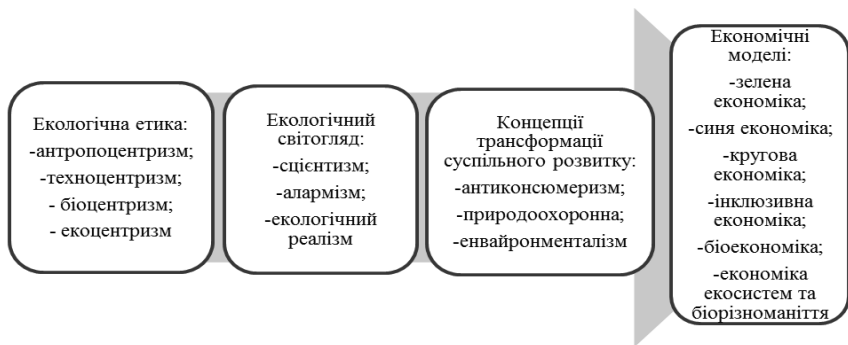 Екологічна етика:
-антропоцентризм;
-техноцентризм;
- біоцентризм;
- екоцентризм
Екологічний
світогляд:
-сцієнтизм;
-алармізм;
-екологічний
реалізм
Концепції
трансформації
суспільного розвитку:
-антиконсюмеризм;
-природоохоронна;
-енвайронменталізм
Економічні
моделі:
-зелена
економіка;
-синя економіка;
-кругова
економіка;
-інклюзивна
економіка;
-біоекономіка;
-економіка
екосистем та
біорізноманіття